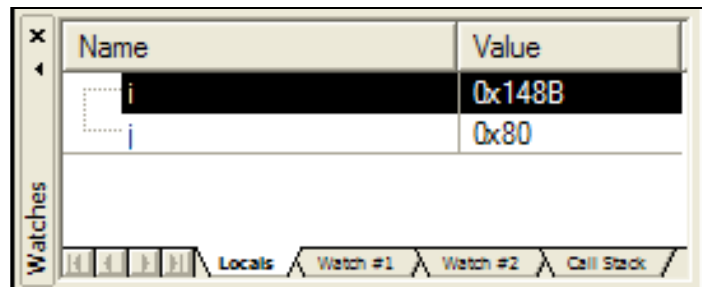 Name Value
i 0x148B
j 0x80
Watches
Locals Watch #1 Watch #2 Call Stack